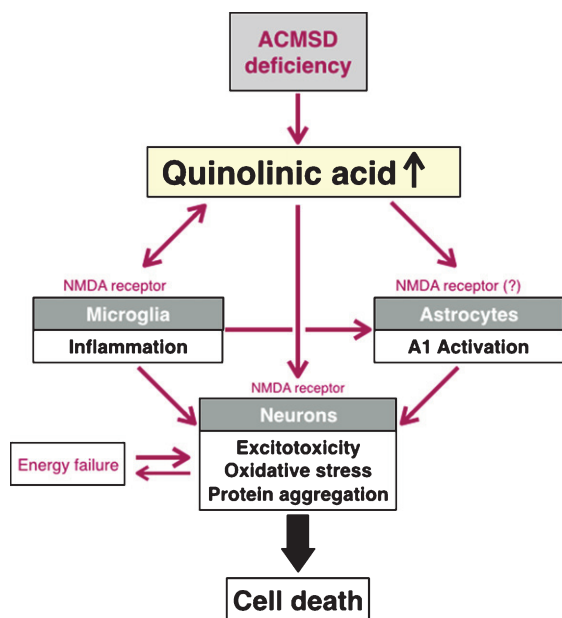 ACMSD
deficiency
Quinolinic acid ↑
NMDA receptor
NMDA receptor (?)
Microglia
Astrocytes
Inflammation
A1 Activation
NMDA receptor
Neurons
Energy failure
Excitotoxicity
Oxidative stress
Protein aggregation
Cell death